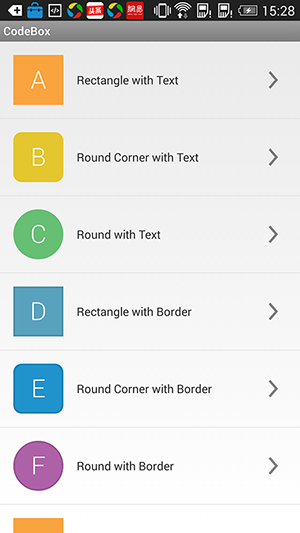 15:28
CodeBox
A Rectangle with Text
B Round Corner with Text
C Round with Text
D Rectangle with Border
E Round Corner with Border
F Round with Border